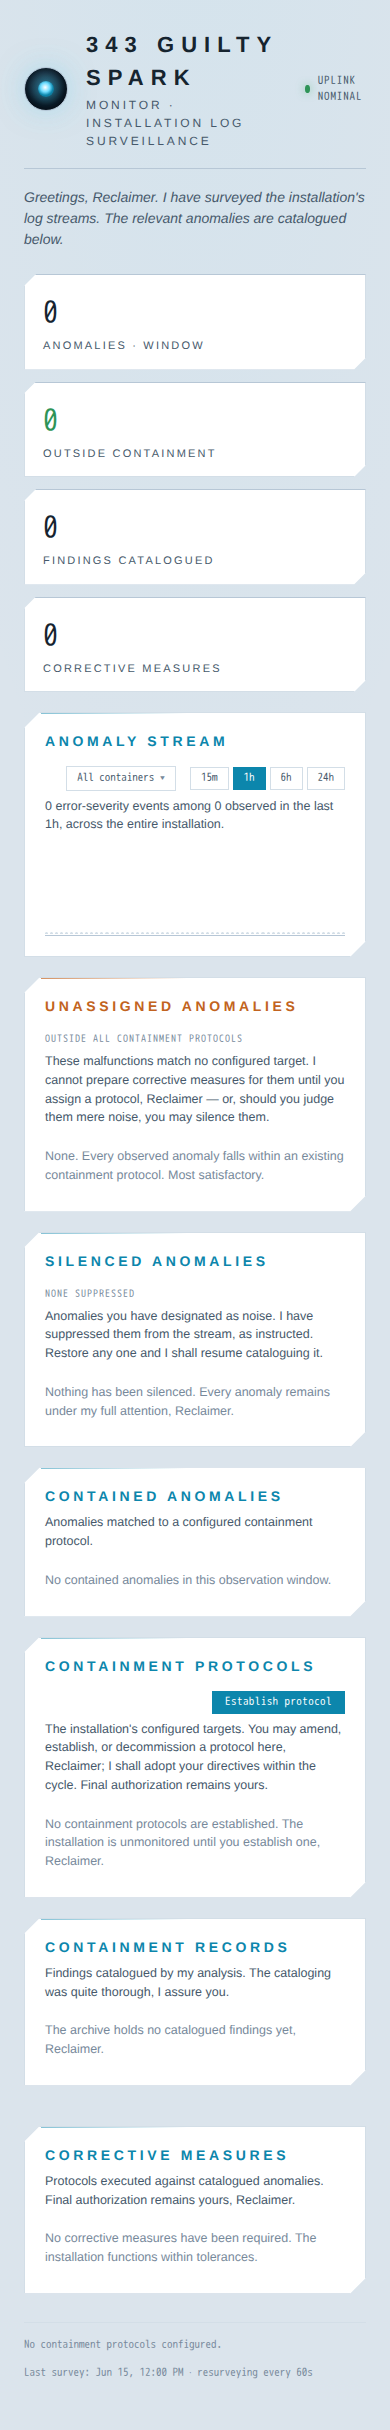 343 GUILTY
SPARK
MONITOR ·
INSTALLATION LOG
SURVEILLANCE
UPLINK
NOMINAL
Greetings, Reclaimer. I have surveyed the installation's
log streams. The relevant anomalies are catalogued
below.
0
ANOMALIES · WINDOW
0
OUTSIDE CONTAINMENT
0
FINDINGS CATALOGUED
0
CORRECTIVE MEASURES
ANOMALY STREAM
All containers ▾
15m
1h
6h
24h
0 error-severity events among 0 observed in the last
1h, across the entire installation.
UNASSIGNED ANOMALIES
OUTSIDE ALL CONTAINMENT PROTOCOLS
These malfunctions match no configured target. I
cannot prepare corrective measures for them until you
assign a protocol, Reclaimer — or, should you judge
them mere noise, you may silence them.
None. Every observed anomaly falls within an existing
containment protocol. Most satisfactory.
SILENCED ANOMALIES
NONE SUPPRESSED
Anomalies you have designated as noise. I have
suppressed them from the stream, as instructed.
Restore any one and I shall resume cataloguing it.
Nothing has been silenced. Every anomaly remains
under my full attention, Reclaimer.
CONTAINED ANOMALIES
Anomalies matched to a configured containment
protocol.
No contained anomalies in this observation window.
CONTAINMENT PROTOCOLS
Establish protocol
The installation's configured targets. You may amend,
establish, or decommission a protocol here,
Reclaimer; I shall adopt your directives within the
cycle. Final authorization remains yours.
No containment protocols are established. The
installation is unmonitored until you establish one,
Reclaimer.
CONTAINMENT RECORDS
Findings catalogued by my analysis. The cataloging
was quite thorough, I assure you.
The archive holds no catalogued findings yet,
Reclaimer.
CORRECTIVE MEASURES
Protocols executed against catalogued anomalies.
Final authorization remains yours, Reclaimer.
No corrective measures have been required. The
installation functions within tolerances.
No containment protocols configured.
Last survey: Jun 15, 12:00 PM · resurveying every 60s